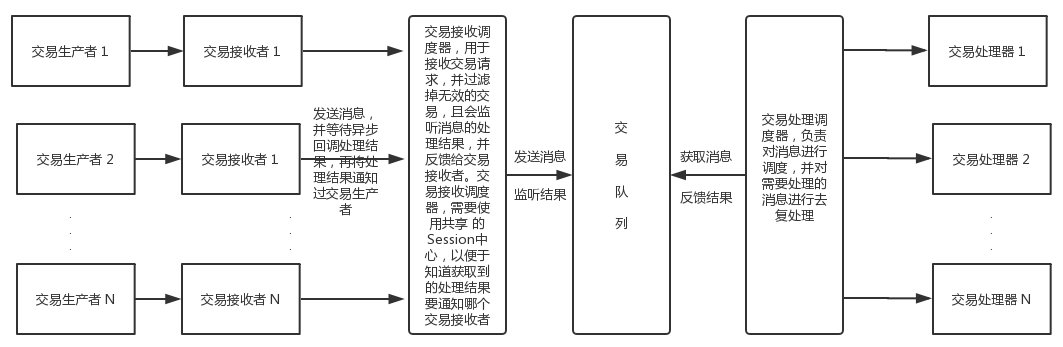 交易生产者 1
交易接收者 1
发送消息，
并等待异步
回调处理结
果，再将处
理结果通知
过交易生产
者
交易生产者 2
交易接收者 1
.
.
.
.
.
.
交易生产者 N
交易接收者 N
交易接收调
度器，用于
接收交易请
求，并过滤
掉无效的交
易，且会监
听消息的处
理结果，并
反馈给交易
接收者。交
易接收调度
器，需要使
用共享 的
Session中
心，以便于
知道获取到
的处理结果
要通知哪个
交易接收者
发送消息
监听结果
交
易
队
列
获取消息
反馈结果
交易处理调
度器，负责
对消息进行
调度，并对
需要处理的
消息进行去
复处理
交易处理器 1
交易处理器 2
.
.
.
交易处理器 N